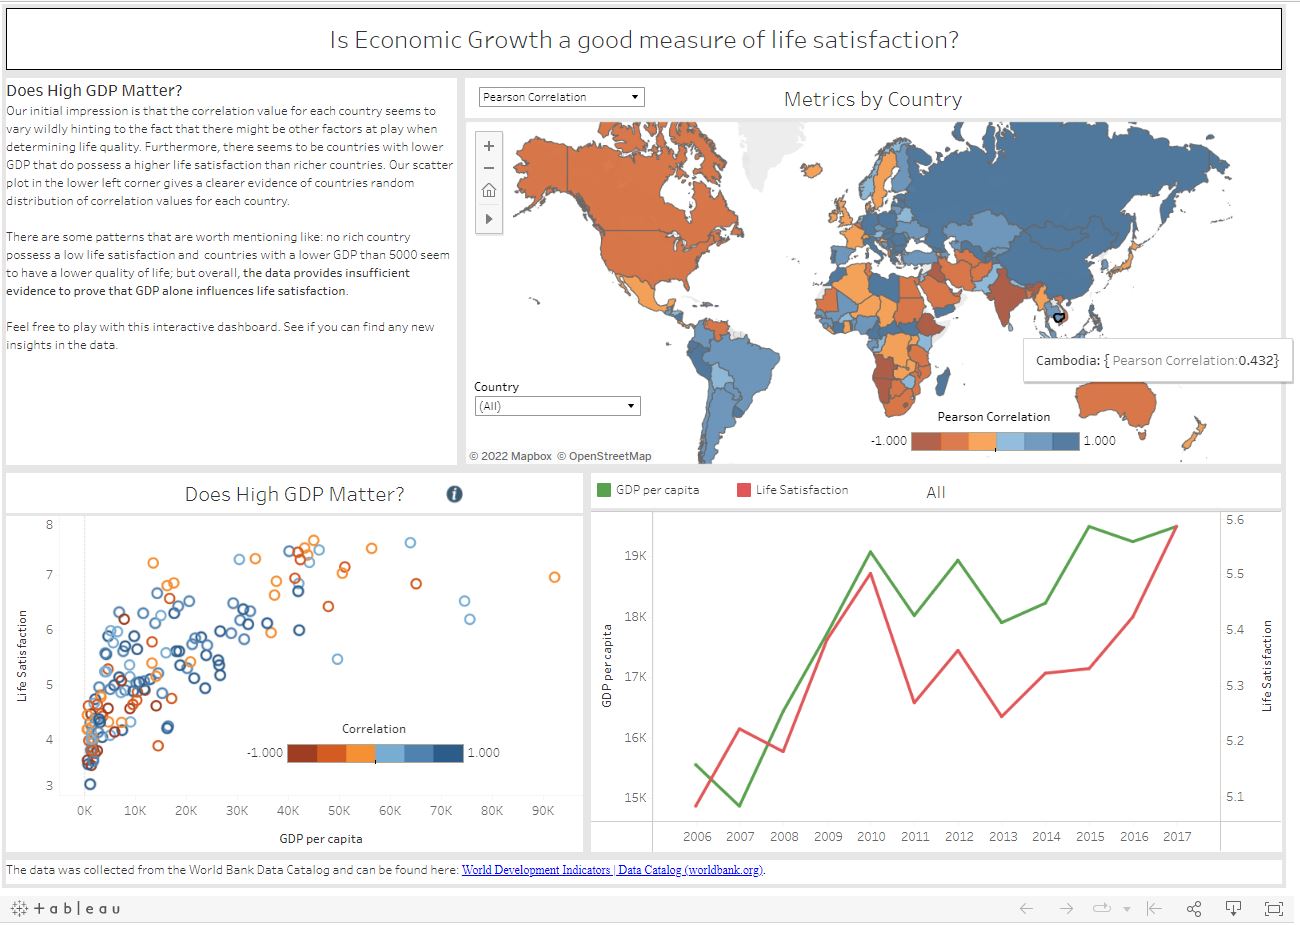 Is Economic Growth a good measure of life satisfaction?
Does High GDP Matter?
Our initial impression is that the correlation value for each country seems to
vary wildly hinting to the fact that there might be other factors at play when
determining life quality. Furthermore, there seems to be countries with lower
GDP that do possess a higher life satisfaction than richer countries. Our scatter
plot in the lower left corner gives a clearer evidence of countries random
distribution of correlation values for each country.
There are some patterns that are worth mentioning like: no rich country
possess a low life satisfaction and countries with a lower GDP than 5000 seem
to have a lower quality of life; but overall, the data provides insufficient
evidence to prove that GDP alone influences life satisfaction.
Feel free to play with this interactive dashboard. See if you can find any new
insights in the data.
Pearson Correlation
Metrics by Country
Cambodia: { Pearson Correlation:0.432}
Country
(All)
Pearson Correlation
-1.000
1.000
© 2022 Mapbox © OpenStreetMap
Does High GDP Matter?
i
8
7
6
5
4
3
Life Satisfaction
Correlation
-1.000
1.000
0K 10K 20K 30K 40K 50K 60K 70K 80K 90K
GDP per capita
GDP per capita
Life Satisfaction
All
19K
18K
17K
16K
15K
GDP per capita
5.6
5.5
5.4
5.3
5.2
5.1
Life Satisfaction
2006 2007 2008 2009 2010 2011 2012 2013 2014 2015 2016 2017
The data was collected from the World Bank Data Catalog and can be found here: World Development Indicators | Data Catalog (worldbank.org).
+ableau